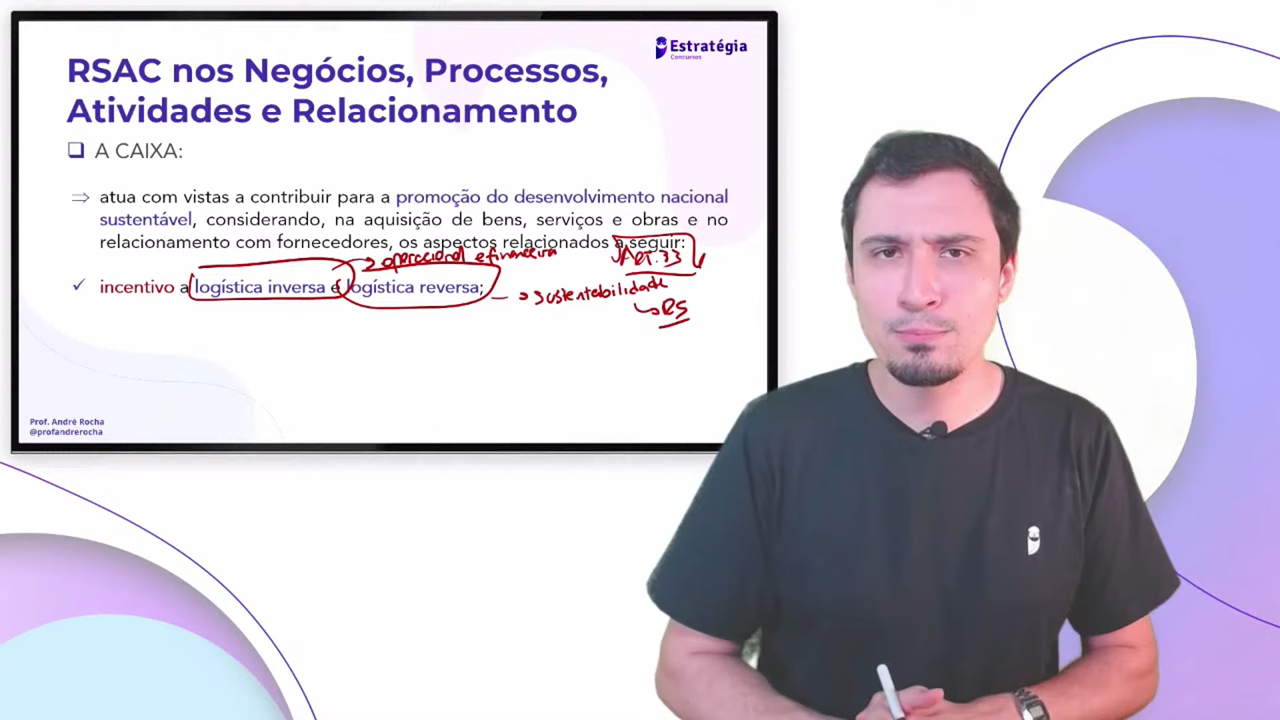 Estratégia
Concursos
RSAC nos Negócios, Processos,
Atividades e Relacionamento
A CAIXA:
⇒ atua com vistas a contribuir para a promoção do desenvolvimento nacional
sustentável, considerando, na aquisição de bens, serviços e obras e no
relacionamento com fornecedores, os aspectos relacionados a seguir:
operacional e financeira
Art. 33
✓ incentivo a logística inversa e logística reversa;
sustentabilidade
RS
Prof. André Rocha
@profandrerocha